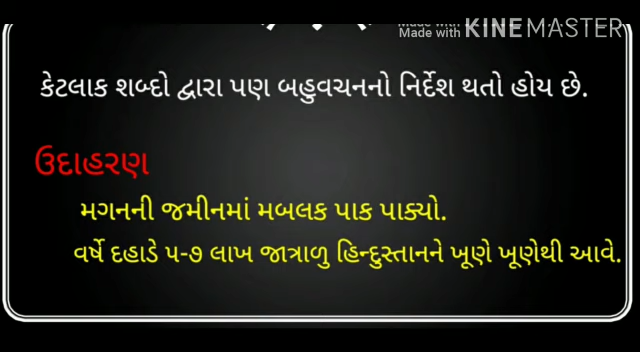 Made with KINEMASTER
કેટલાક શબ્દો દ્વારા પણ બહુવચનનો નિર્દેશ થતો હોય છે.
ઉદાહરણ
મગનની જમીનમાં મબલક પાક પાક્યો.
વર્ષે દહાડે ૫-૭ લાખ જાત્રાળુ હિન્દુસ્તાનને ખૂણે ખૂણેથી આવે.